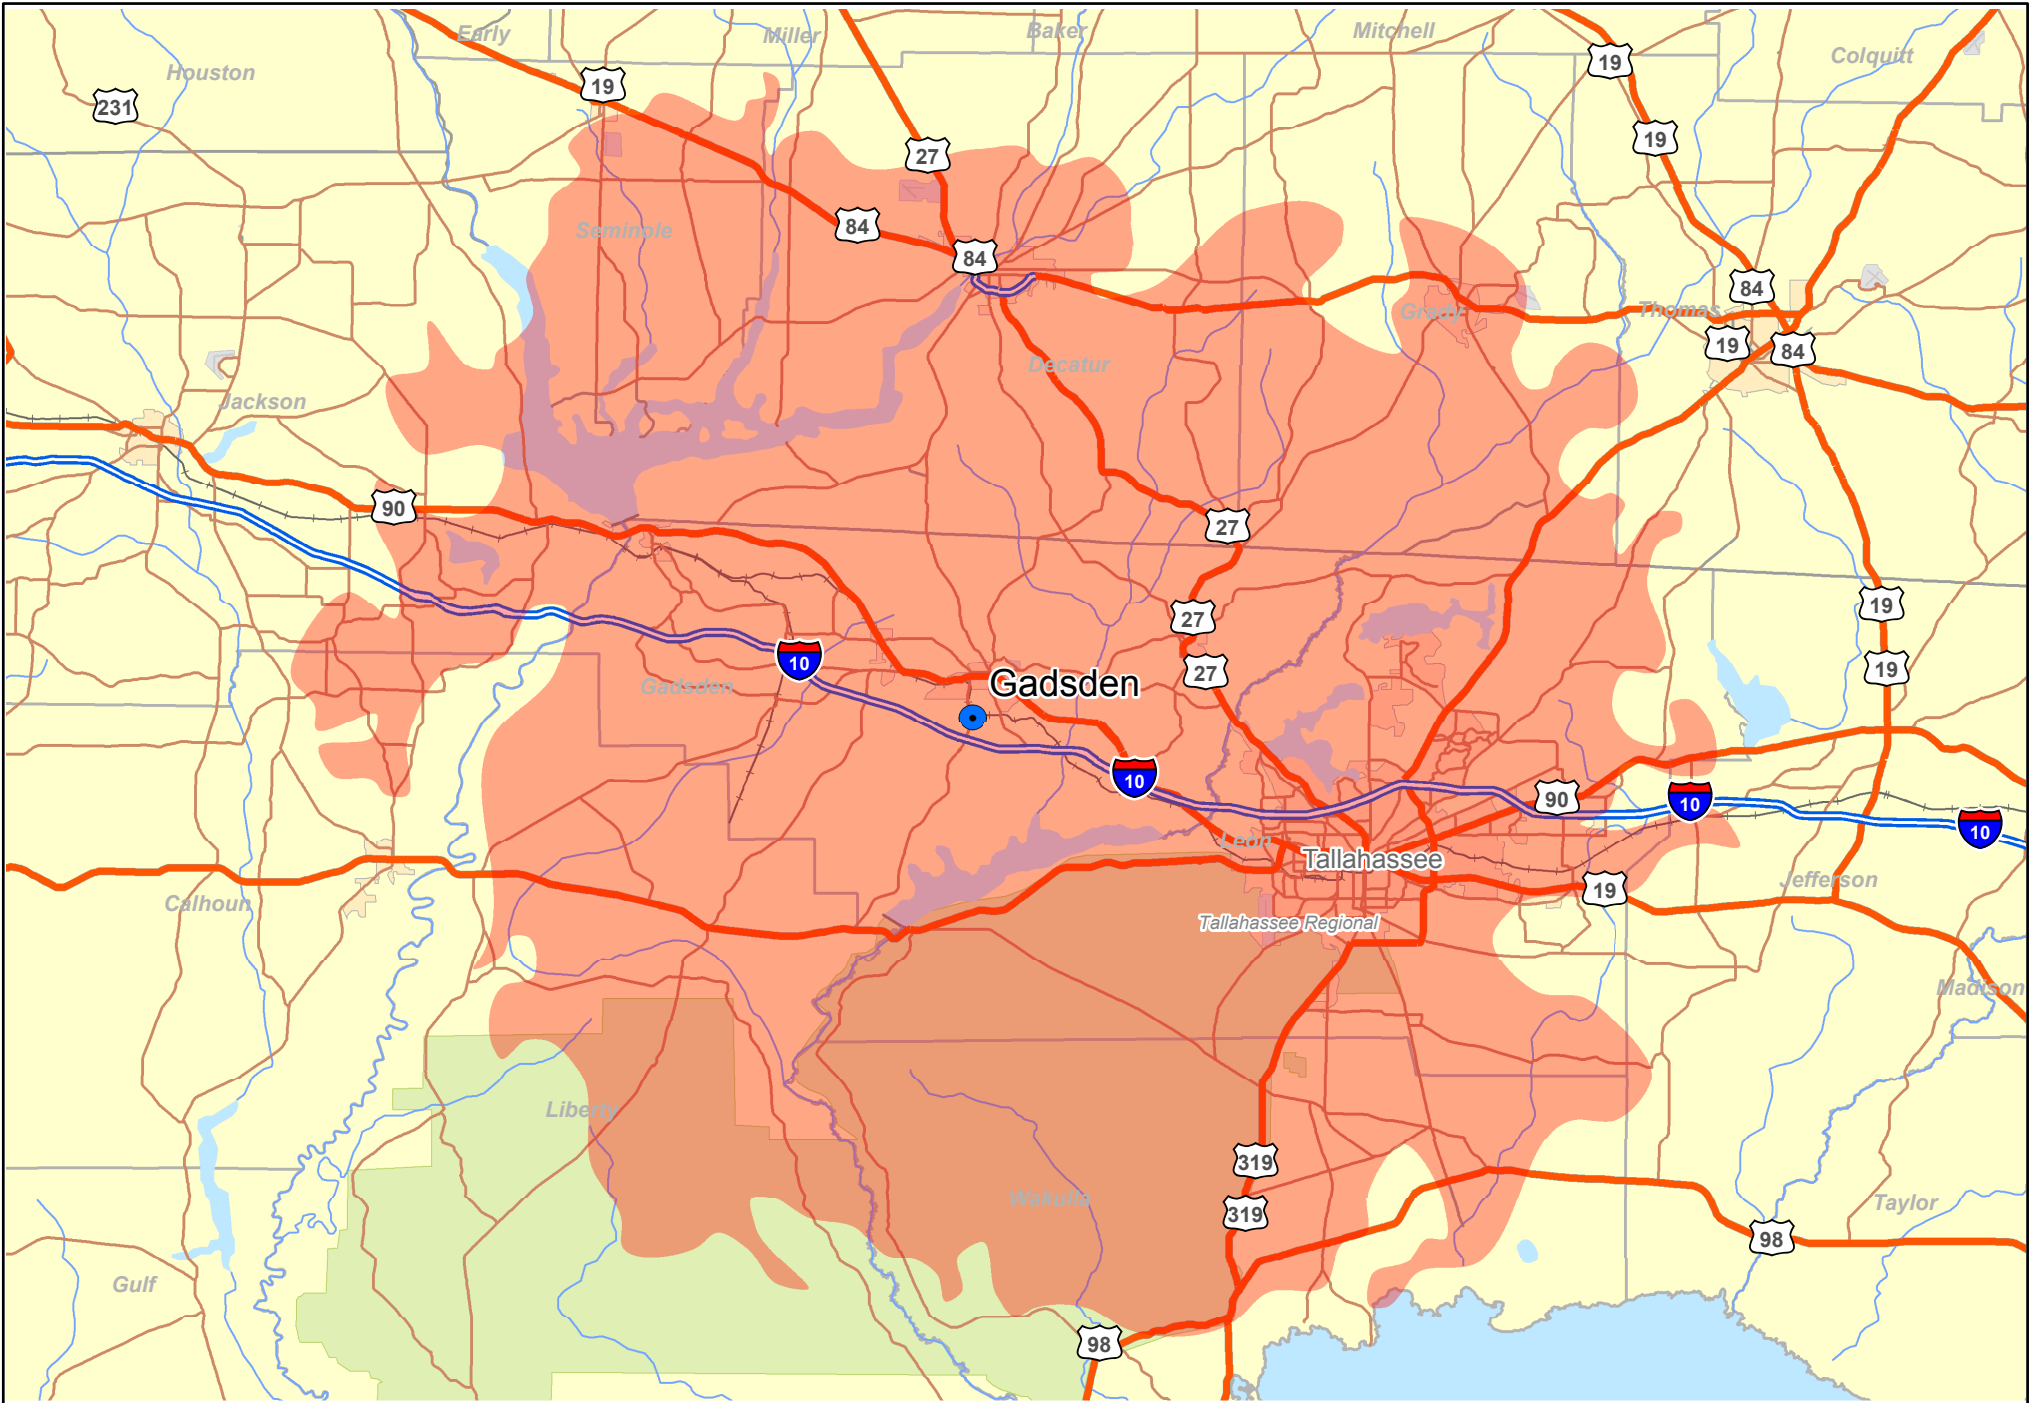 Early
Miller
Baker
Mitchell
Colquitt
Houston
19
19
231
19
27
84
84
Seminole
84
Grady
Thomas
19
84
Decatur
Jackson
90
27
19
27
10
27
19
Gadsden
Gadsden
10
90
10
10
Leon
Tallahassee
19
Jefferson
Calhoun
Tallahassee Regional
Madison
Liberty
319
Wakulla
319
Taylor
98
Gulf
98